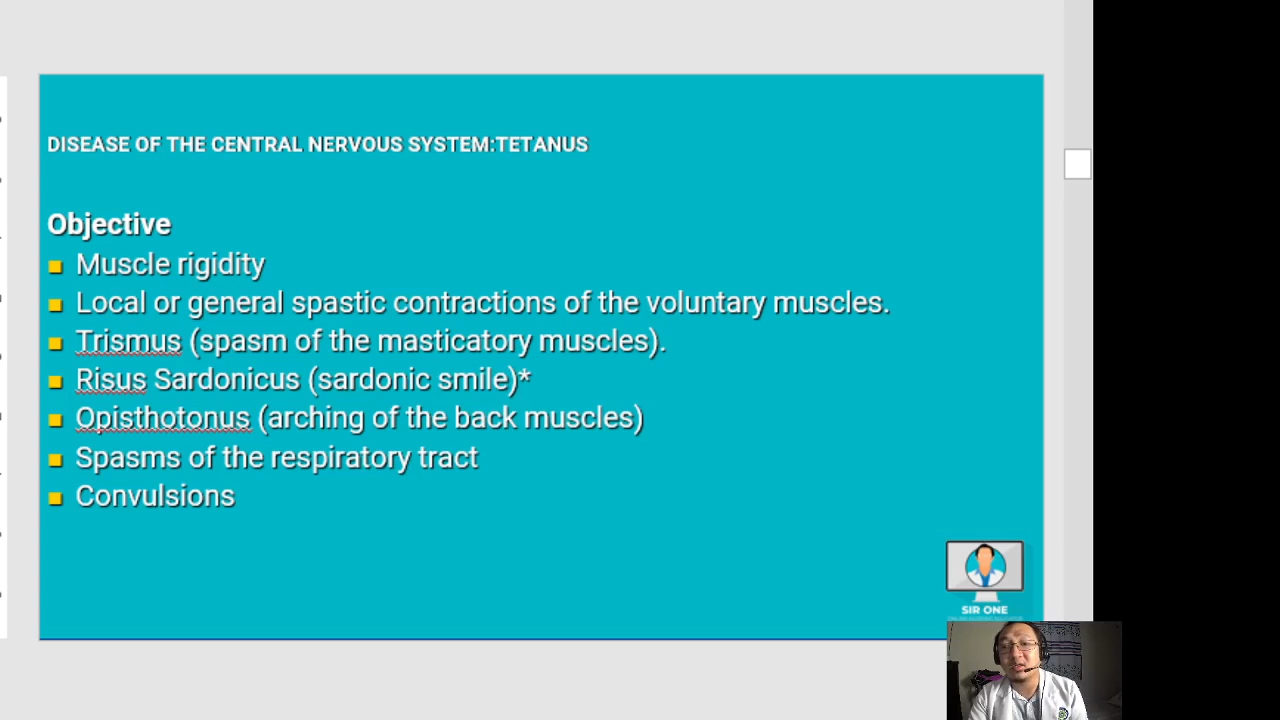 DISEASE OF THE CENTRAL NERVOUS SYSTEM:TETANUS
Objective
Muscle rigidity
Local or general spastic contractions of the voluntary muscles.
Trismus (spasm of the masticatory muscles).
Risus Sardonicus (sardonic smile)*
Opisthotonus (arching of the back muscles)
Spasms of the respiratory tract
Convulsions
SIR ONE